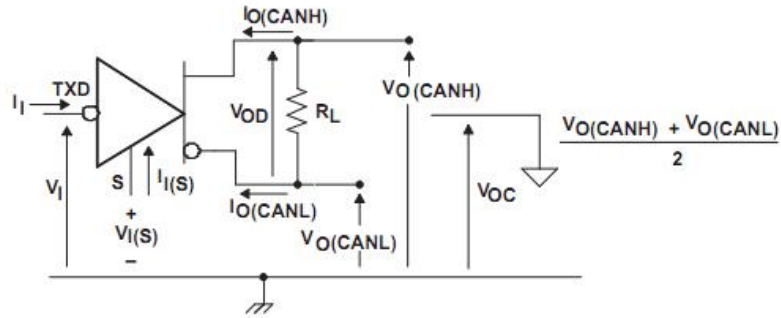 IO(CANH)
TXD
II
VOD
RL
VO(CANH)
VO(CANH) + VO(CANL)
2
VI
S
II(S)
IO(CANL)
VOC
+
VI(S)
–
VO(CANL)